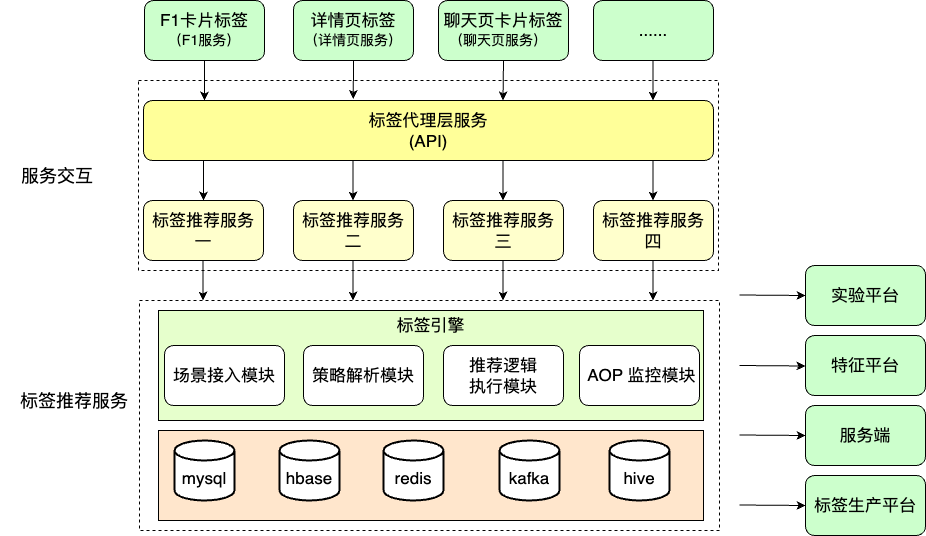 F1卡片标签
（F1服务）
详情页标签
（详情页服务）
聊天页卡片标签
（聊天页服务）
......
标签代理层服务
(API)
服务交互
标签推荐服务
一
标签推荐服务
二
标签推荐服务
三
标签推荐服务
四
标签引擎
场景接入模块
策略解析模块
推荐逻辑
执行模块
AOP 监控模块
标签推荐服务
mysql
hbase
redis
kafka
hive
实验平台
特征平台
服务端
标签生产平台